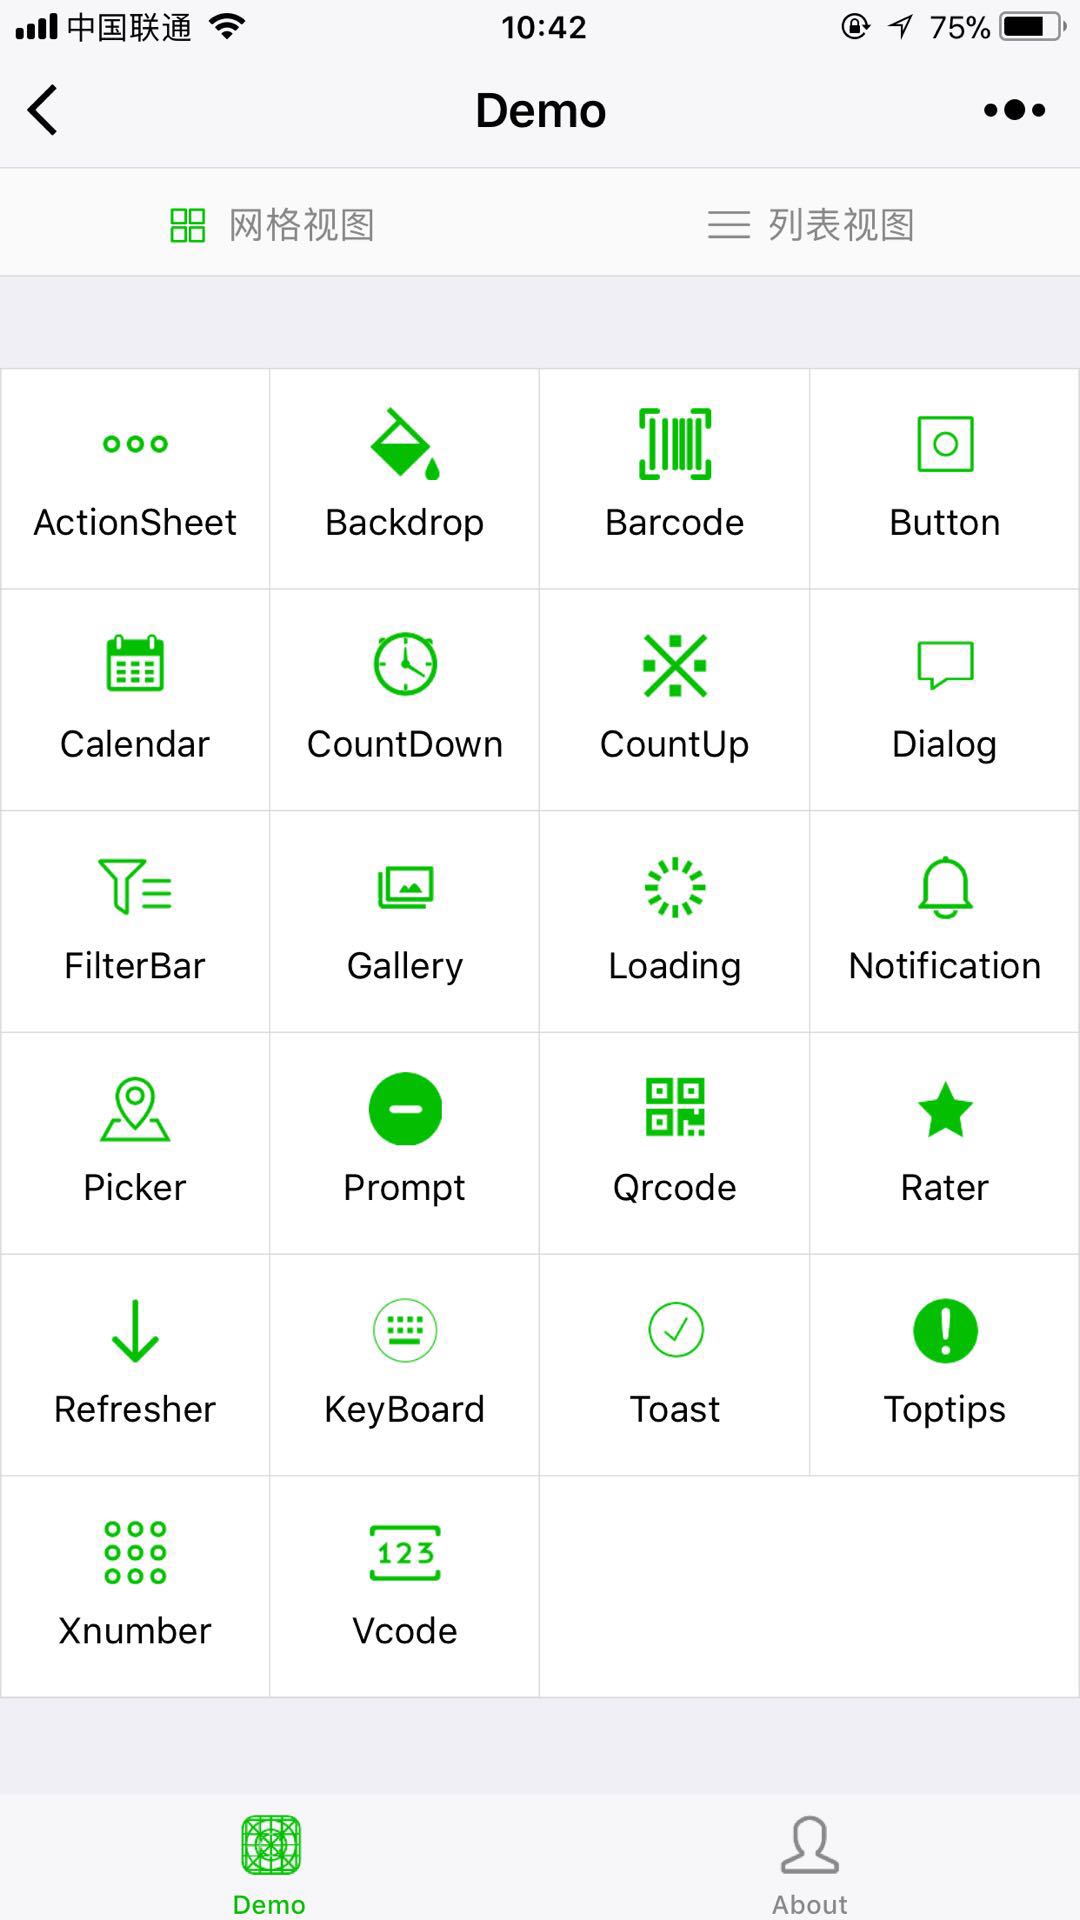 中国联通 10:42 75%
Demo
网格视图 列表视图
ActionSheet Backdrop Barcode Button
Calendar CountDown CountUp Dialog
FilterBar Gallery Loading Notification
Picker Prompt Qrcode Rater
Refresher KeyBoard Toast Toptips
123
Xnumber Vcode
Demo About